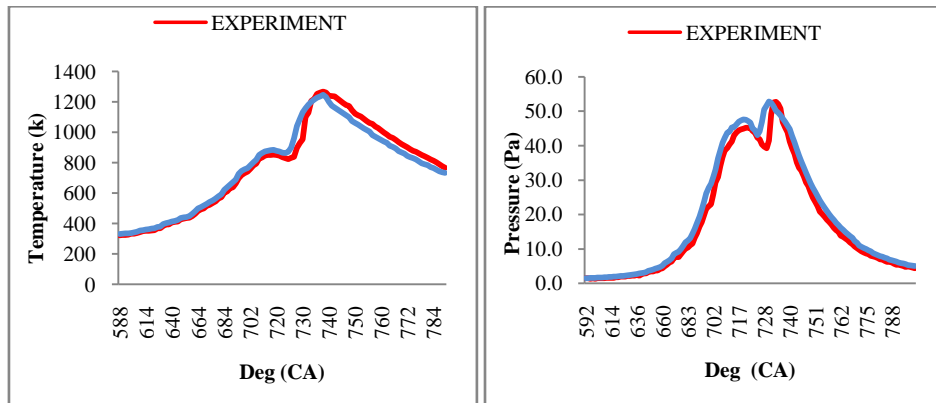 EXPERIMENT
Temperature (k)
1400
1200
1000
800
600
400
200
0
588 614 640 664 684 702 720 730 740 750 760 772 784
Deg (CA)
EXPERIMENT
Pressure (Pa)
60.0
50.0
40.0
30.0
20.0
10.0
0.0
592 614 636 660 683 702 717 728 740 751 762 775 788
Deg (CA)